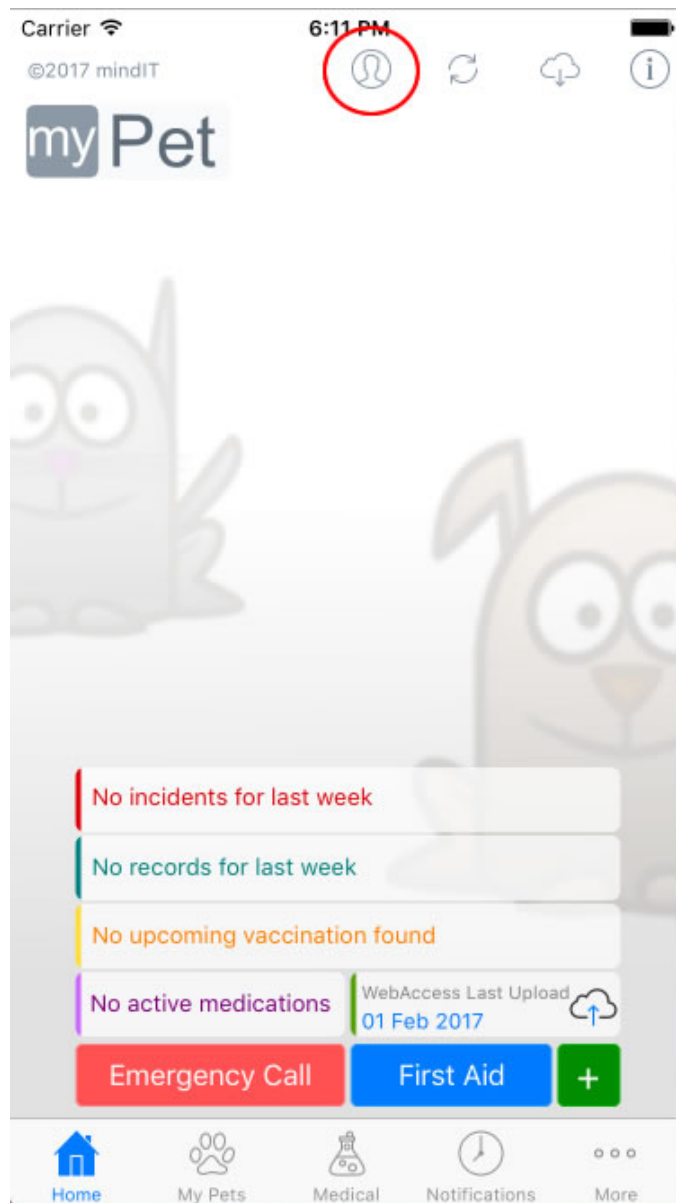 Carrier 6:11 PM
©2017 mindIT
my Pet
No incidents for last week
No records for last week
No upcoming vaccination found
No active medications
WebAccess Last Upload
01 Feb 2017
Emergency Call First Aid +
Home My Pets Medical Notifications More